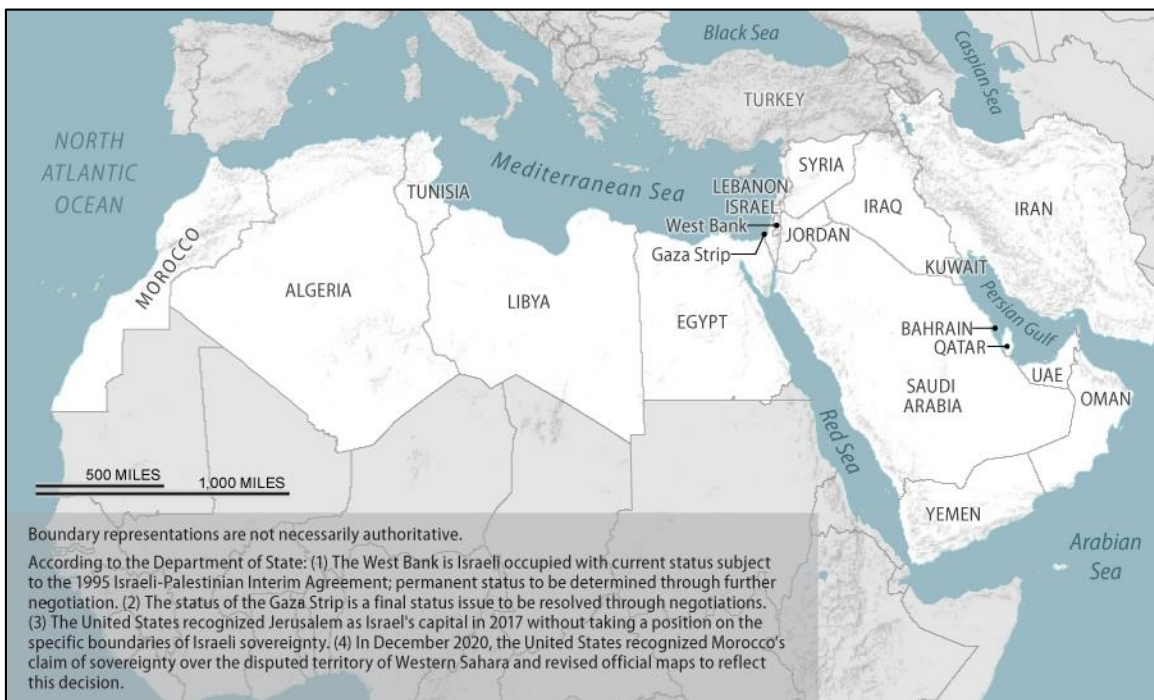 Black Sea
Caspian Sea
TURKEY
NORTH
ATLANTIC
OCEAN
Mediterranean Sea
TUNISIA
SYRIA
LEBANON
ISRAEL
West Bank
Gaza Strip
JORDAN
IRAQ
IRAN
MOROCCO
ALGERIA
LIBYA
EGYPT
KUWAIT
Persian Gulf
BAHRAIN
QATAR
UAE
SAUDI
ARABIA
OMAN
Red Sea
YEMEN
Arabian
Sea
500 MILES
1,000 MILES
Boundary representations are not necessarily authoritative.
According to the Department of State: (1) The West Bank is Israeli occupied with current status subject
to the 1995 Israeli-Palestinian Interim Agreement; permanent status to be determined through further
negotiation. (2) The status of the Gaza Strip is a final status issue to be resolved through negotiations.
(3) The United States recognized Jerusalem as Israel's capital in 2017 without taking a position on the
specific boundaries of Israeli sovereignty. (4) In December 2020, the United States recognized Morocco's
claim of sovereignty over the disputed territory of Western Sahara and revised official maps to reflect
this decision.